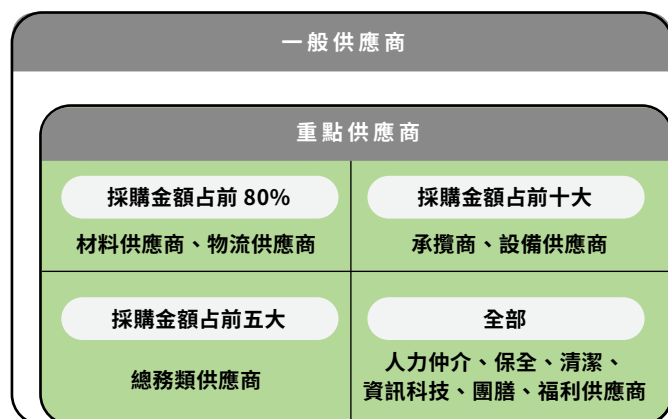 一般供應商
重點供應商
採購金額占前 80%
材料供應商、物流供應商
採購金額占前十大
承攬商、設備供應商
採購金額占前五大
總務類供應商
全部
人力仲介、保全、清潔、
資訊科技、團膳、福利供應商